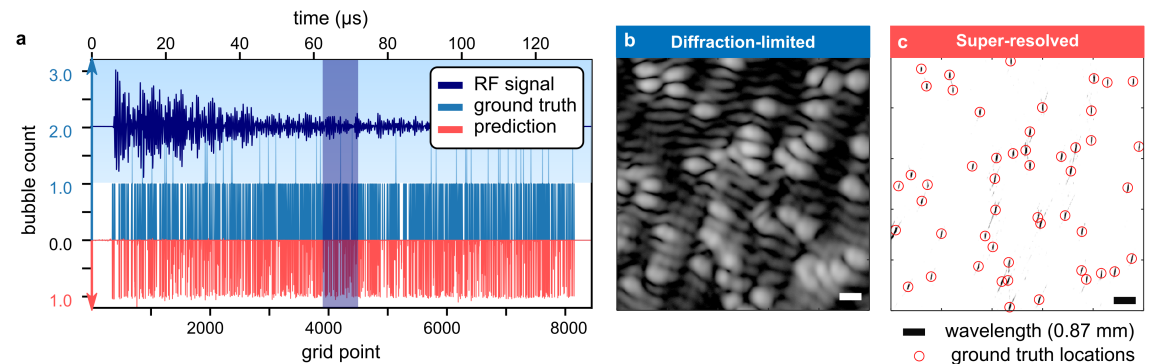 time (µs)
a
0 20 40 60 80 100 120
3.0
2.0
1.0
0.0
1.0
bubble count
RF signal
ground truth
prediction
2000 4000 6000 8000
grid point
b Diffraction-limited
c Super-resolved
wavelength (0.87 mm)
ground truth locations